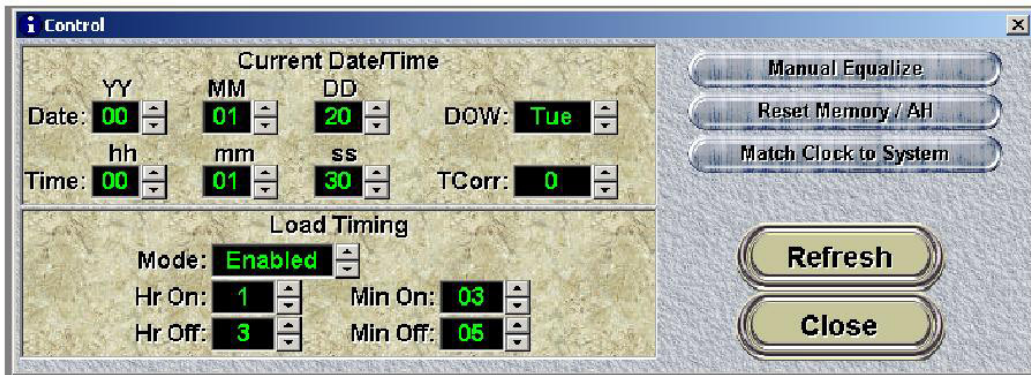 Control
Current Date/Time
YY MM DD
Date: 00 01 20 DOW: Tue
hh mm ss
Time: 00 01 30 TCorr: 0
Load Timing
Mode: Enabled
Hr On: 1 Min On: 03
Hr Off: 3 Min Off: 05
Manual Equalize
Reset Memory / AH
Match Clock to System
Refresh
Close